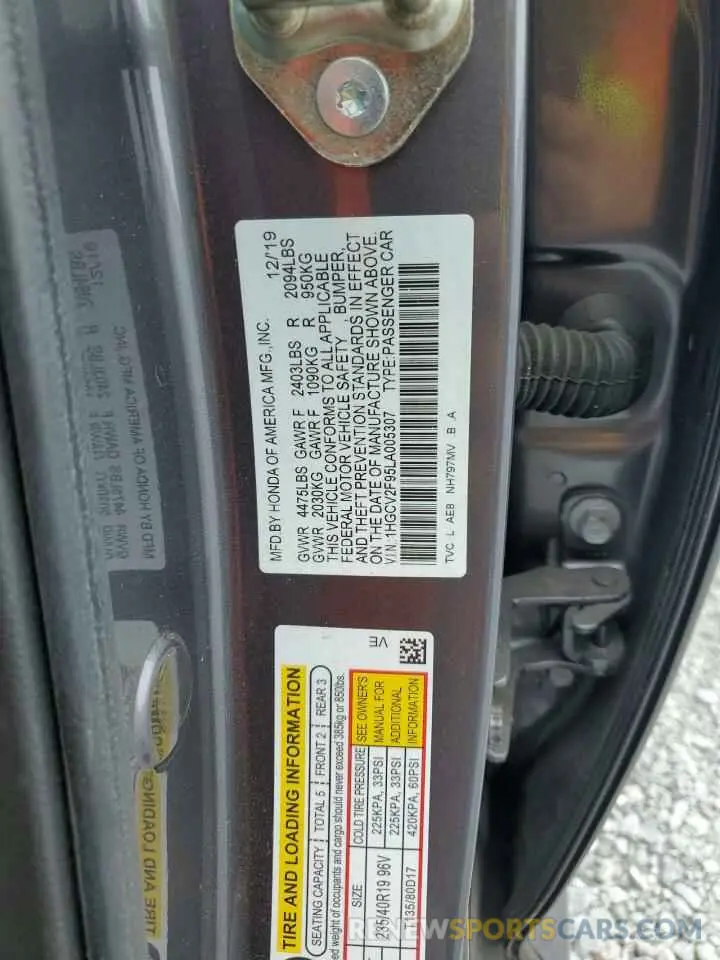 MFD.BY HONDA OF AMERICA MFG.,INC. 12/19
GVWR 4475LBS GAWR F 2403LBS R 2094LBS
GVWR 2030KG GAWR F 1090KG R 950KG
THIS VEHICLE CONFORMS TO ALL APPLICABLE
FEDERAL MOTOR VEHICLE SAFETY , BUMPER,
AND THEFT PREVENTION STANDARDS IN EFFECT
ON THE DATE OF MANUFACTURE SHOWN ABOVE.
V.I.N.:1HGCV2F95LA005307 TYPE:PASSENGER CAR
TVC L AEB NH797MV B A
VE
TIRE AND LOADING INFORMATION
SEATING CAPACITY TOTAL 5 FRONT 2 REAR 3
ed weight of occupants and cargo should never exceed 385kg or 850lbs.
SIZE COLD TIRE PRESSURE SEE OWNER'S
235/40R19 96V 225KPA, 33PSI MANUAL FOR
225KPA, 33PSI ADDITIONAL
T135/80D17 420KPA, 60PSI INFORMATION
RENEWSPORTSCARS.COM